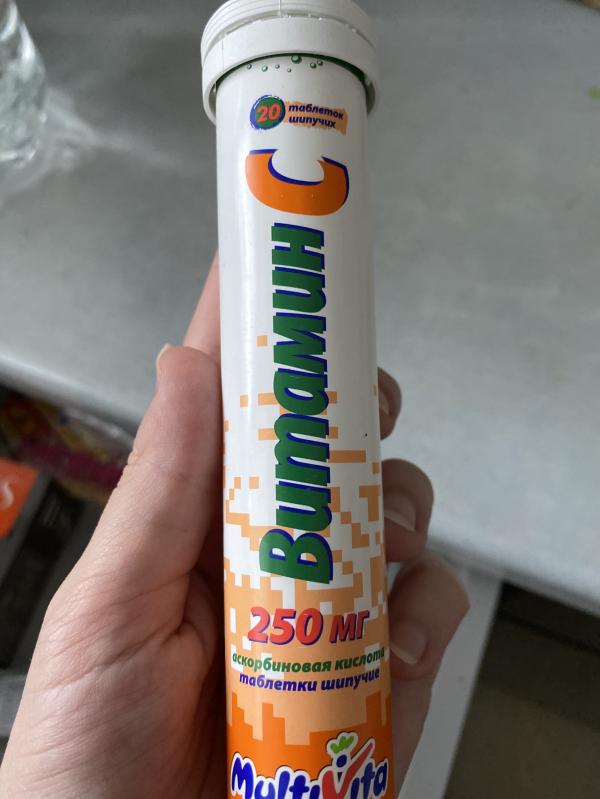 20 таблеток
шипучих
Витамин C
250 мг
аскорбиновая кислота
таблетки шипучие
MultiVita